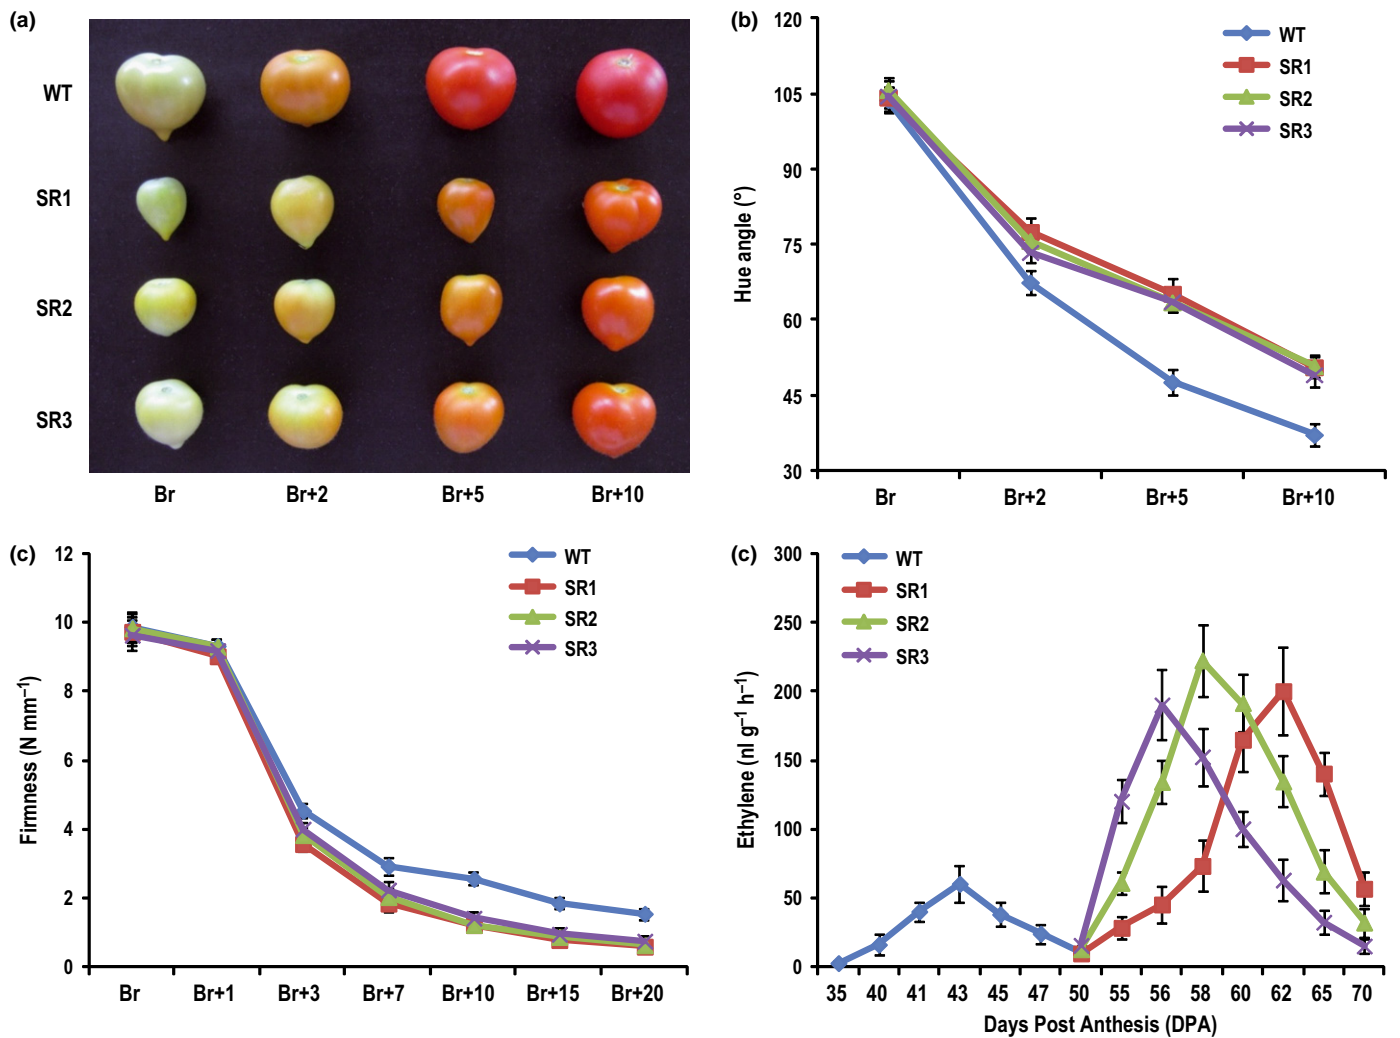 (a)
WT
SR1
SR2
SR3
Br Br+2 Br+5 Br+10
(b)
120
105
90
75
60
45
30
Hue angle (°)
WT
SR1
SR2
SR3
Br Br+2 Br+5 Br+10
(c)
12
10
8
6
4
2
0
Firmness (N mm⁻¹)
WT
SR1
SR2
SR3
Br Br+1 Br+3 Br+7 Br+10 Br+15 Br+20
(c)
300
250
200
150
100
50
0
Ethylene (nl g⁻¹ h⁻¹)
WT
SR1
SR2
SR3
35 40 41 43 45 47 50 55 56 58 60 62 65 70
Days Post Anthesis (DPA)